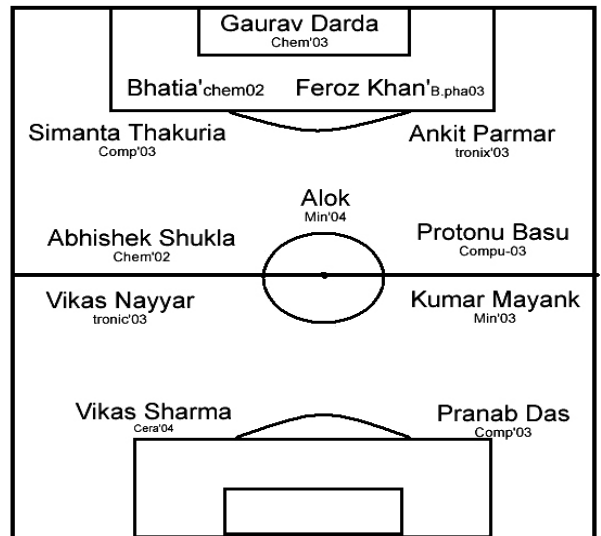 Gaurav Darda
Chem'03
Bhatia'chem02 Feroz Khan'B.pha03
Simanta Thakuria Ankit Parmar
Comp'03 tronix'03
Alok
Min'04
Abhishek Shukla Protonu Basu
Chem'02 Compu-03
Vikas Nayyar Kumar Mayank
tronic'03 Min'03
Vikas Sharma Pranab Das
Cera'04 Comp'03